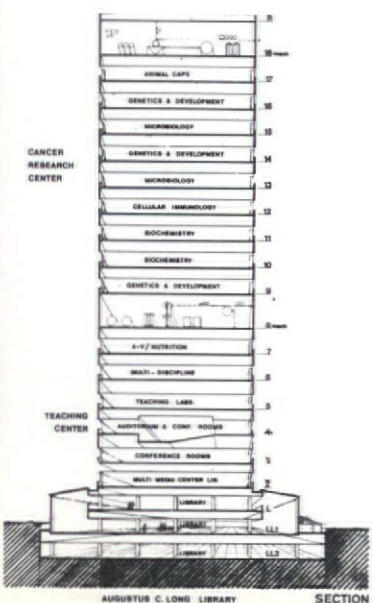 R
18 mech
ANIMAL CARE
17
GENETICS & DEVELOPMENT
16
MICROBIOLOGY
15
CANCER
RESEARCH
CENTER
GENETICS & DEVELOPMENT
14
MICROBIOLOGY
13
CELLULAR IMMUNOLOGY
12
BIOCHEMISTRY
11
BIOCHEMISTRY
10
GENETICS & DEVELOPMENT
9
8 mech
A-V/ NUTRITION
7
MULTI-DISCIPLINE
6
TEACHING LABS
5
TEACHING
CENTER
AUDITORIUM & CONF. ROOMS
4
CONFERENCE ROOMS
3
MULTI MEDIA CENTER LIB.
2
LIBRARY
L
LIBRARY
LL1
LIBRARY
LL2
AUGUSTUS C. LONG LIBRARY
SECTION